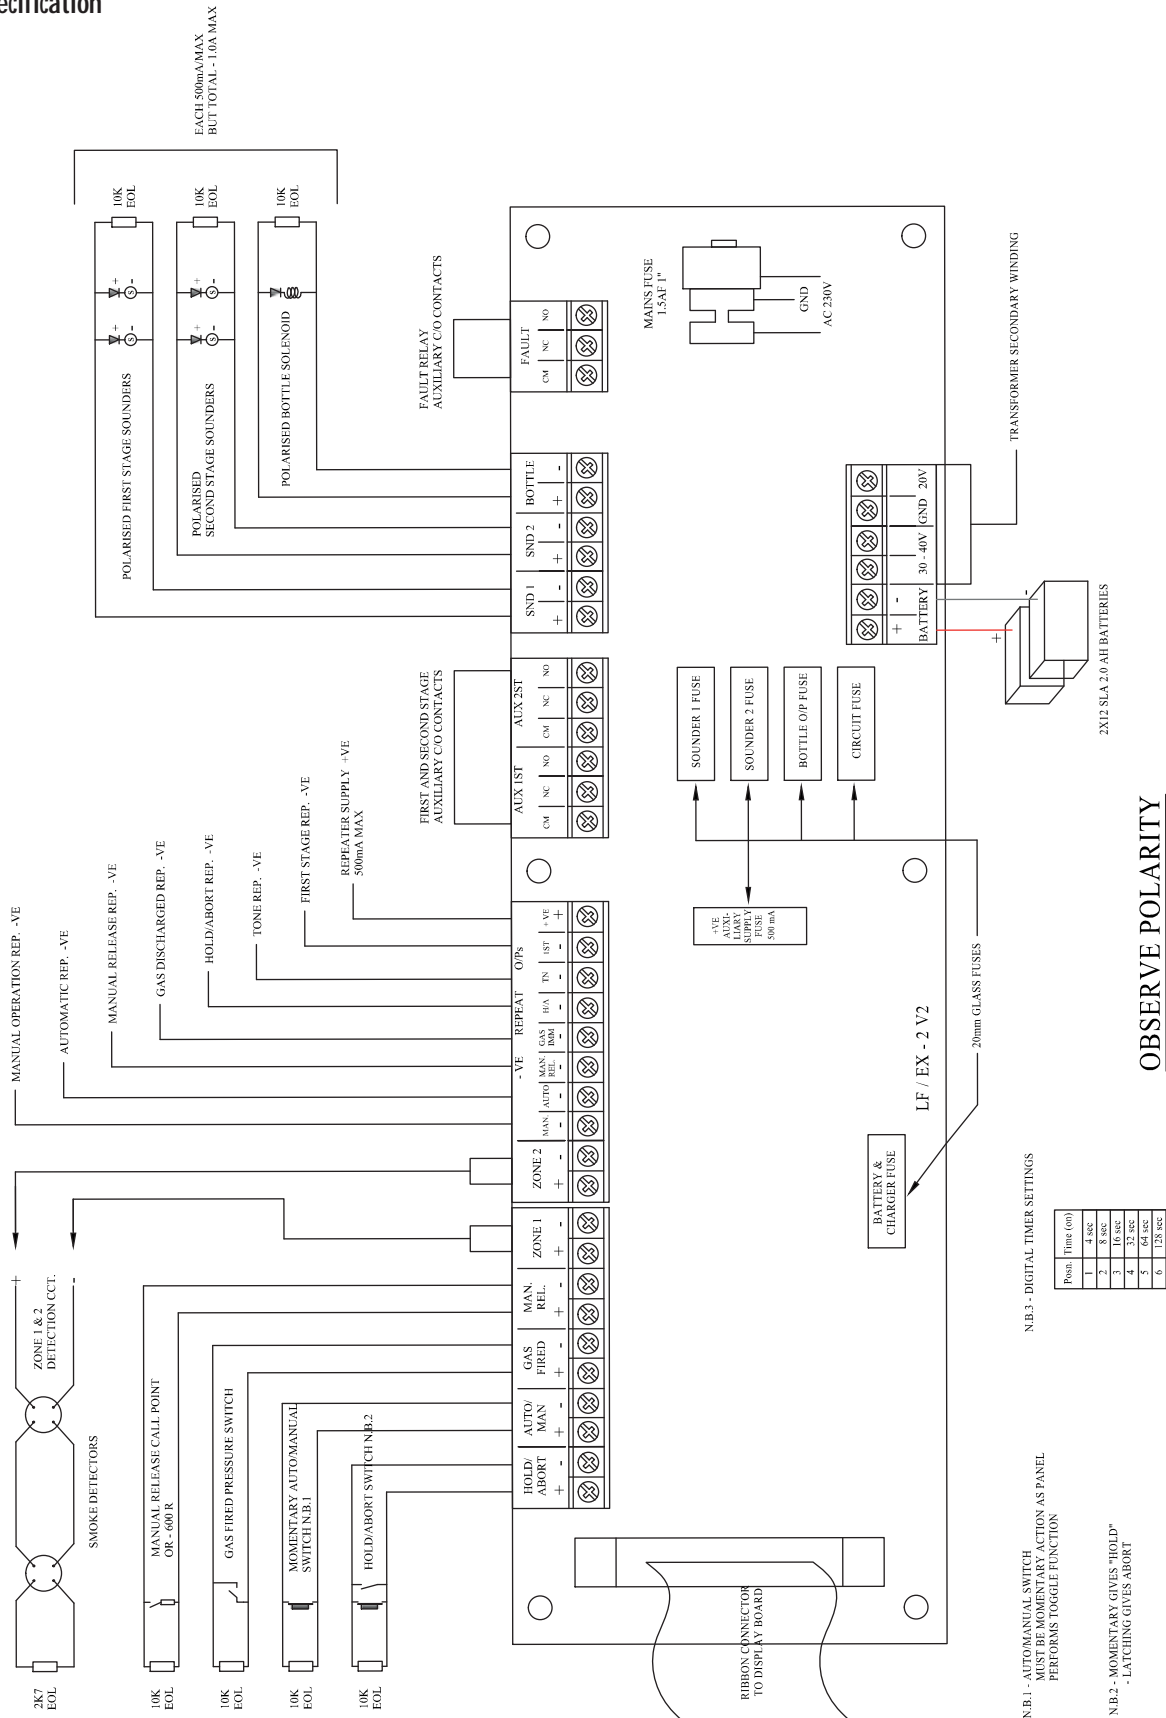 ecification
EACH 500mA/MAX
BUT TOTAL - 1.0A MAX
10K
EOL
10K
EOL
10K
EOL
+
-
+
-
S
S
+
-
+
-
S
S
POLARISED FIRST STAGE SOUNDERS
POLARISED
SECOND STAGE SOUNDERS
POLARISED BOTTLE SOLENOID
FAULT RELAY
AUXILIARY C/O CONTACTS
FIRST AND SECOND STAGE
AUXILIARY C/O CONTACTS
REPEATER SUPPLY +VE
500mA MAX
FIRST STAGE REP. -VE
TONE REP. -VE
HOLD/ABORT REP. -VE
GAS DISCHARGED REP. -VE
MANUAL RELEASE REP. -VE
AUTOMATIC REP. -VE
MANUAL OPERATION REP. -VE
+
-
ZONE 1 & 2
DETECTION CCT.
SMOKE DETECTORS
2K7
EOL
MANUAL RELEASE CALL POINT
OR - 600 R
10K
EOL
GAS FIRED PRESSURE SWITCH
10K
EOL
MOMENTARY AUTO/MANUAL
SWITCH N.B.1
10K
EOL
HOLD/ABORT SWITCH N.B.2
10K
EOL
HOLD/
ABORT
+ -
AUTO/
MAN
+ -
GAS
FIRED
+ -
MAN.
REL.
+ -
ZONE 1
+ -
ZONE 2
+ -
- VE REPEAT O/Ps
MAN.
-
AUTO
-
MAN.
REL.
-
GAS
IMM
-
H/A
-
TN
-
1ST
-
+VE
+
AUX 1ST
CM NC NO
AUX 2ST
CM NC NO
SND 1
+ -
SND 2
+ -
BOTTLE
+ -
FAULT
CM NC NO
MAINS FUSE
1.5AF 1"
GND
AC 230V
SOUNDER 1 FUSE
SOUNDER 2 FUSE
BOTTLE O/P FUSE
CIRCUIT FUSE
+VE
AUXI-
LIARY
SUPPLY
FUSE
500 mA
20mm GLASS FUSES
LF / EX - 2 V2
BATTERY &
CHARGER FUSE
+ -
BATTERY
30 - 40V
GND
20V
TRANSFORMER SECONDARY WINDING
+
-
2X12 SLA 2.0 AH BATTERIES
RIBBON CONNECTOR
TO DISPLAY BOARD
OBSERVE POLARITY
N.B.1 - AUTO/MANUAL SWITCH
MUST BE MOMENTARY ACTION AS PANEL
PERFORMS TOGGLE FUNCTION
N.B.2 - MOMENTARY GIVES "HOLD"
- LATCHING GIVES ABORT
N.B.3 - DIGITAL TIMER SETTINGS
Posn. Time (on)
1 4 sec
2 8 sec
3 16 sec
4 32 sec
5 64 sec
6 128 sec